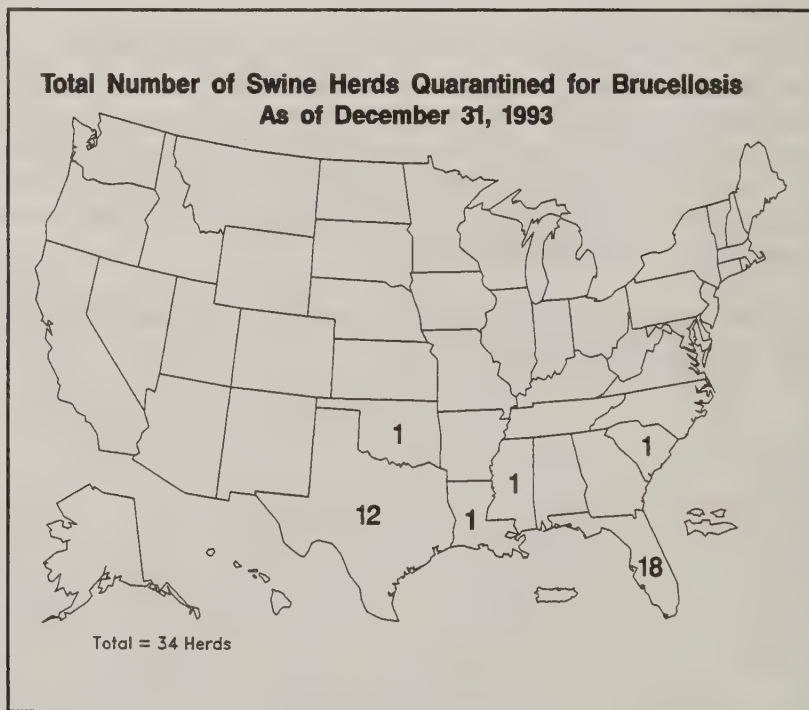 Total Number of Swine Herds Quarantined for Brucellosis
As of December 31, 1993
1
1
1
12
1
18
Total = 34 Herds